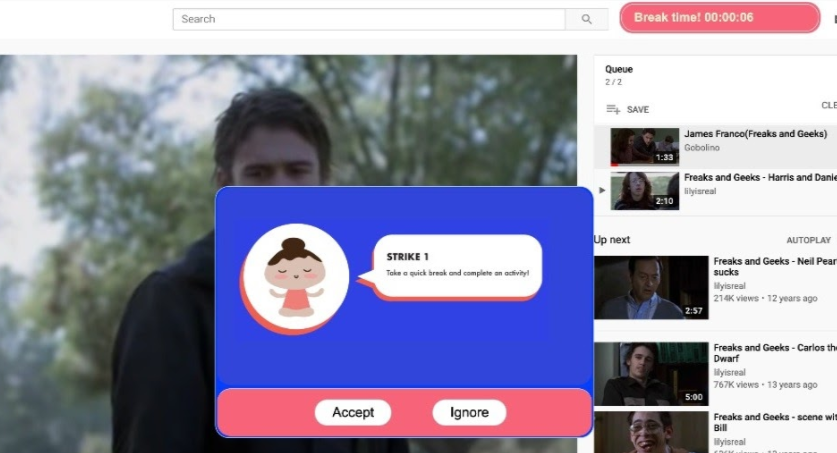 Search
Break time! 00:00:06
Queue
2 / 2
SAVE
1:33
James Franco(Freaks and Geeks)
Gobolino
2:10
Freaks and Geeks - Harris and Danie
lilyisreal
STRIKE 1
Take a quick break and complete an activity!
Accept
Ignore
Up next
AUTOPLAY
2:57
Freaks and Geeks - Neil Pear
sucks
lilyisreal
214K views • 12 years ago
5:00
Freaks and Geeks - Carlos the
Dwarf
lilyisreal
767K views • 13 years ago
Freaks and Geeks - scene wit
Bill
lilyisreal